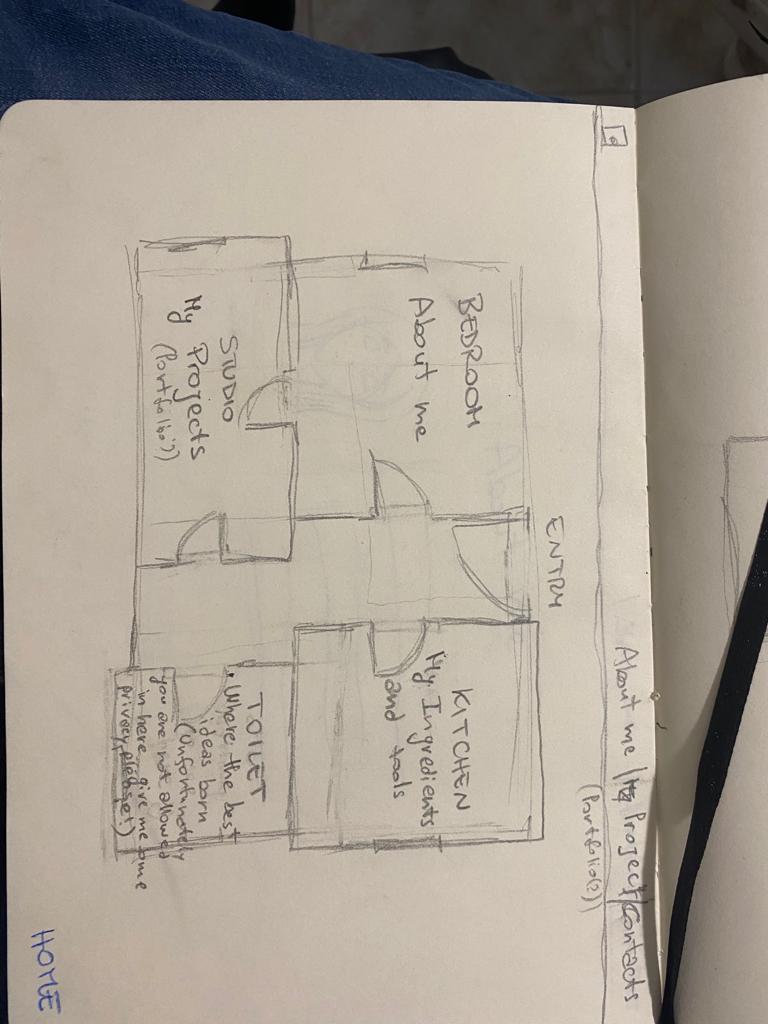 About me / My Project / Contacts
(Portfolio(?))
ENTRY
BEDROOM
About me
KITCHEN
My Ingredients
and tools
STUDIO
My Projects
(Portfolio?)
TOILET
• Where the best
ideas born
(Unfortunately
you are not allowed
in here, give me some
privacy, please!)
HOME